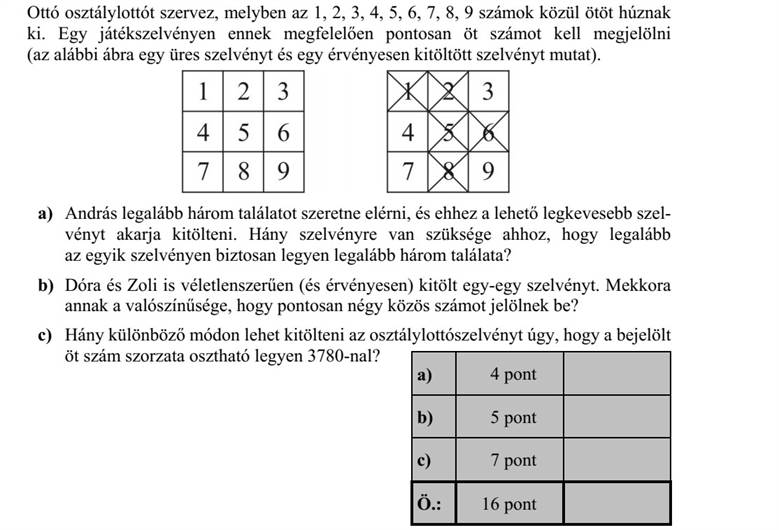 Ottó osztálylottót szervez, melyben az 1, 2, 3, 4, 5, 6, 7, 8, 9 számok közül ötöt húznak
ki. Egy játékszelvényen ennek megfelelően pontosan öt számot kell megjelölni
(az alábbi ábra egy üres szelvényt és egy érvényesen kitöltött szelvényt mutat).
1 2 3 1 2 3
4 5 6 4 5 6
7 8 9 7 8 9
a) András legalább három találatot szeretne elérni, és ehhez a lehető legkevesebb szel-
vényt akarja kitölteni. Hány szelvényre van szüksége ahhoz, hogy legalább
az egyik szelvényen biztosan legyen legalább három találata?
b) Dóra és Zoli is véletlenszerűen (és érvényesen) kitölt egy-egy szelvényt. Mekkora
annak a valószínűsége, hogy pontosan négy közös számot jelölnek be?
c) Hány különböző módon lehet kitölteni az osztálylottószelvényt úgy, hogy a bejelölt
öt szám szorzata osztható legyen 3780-nal?
a) 4 pont
b) 5 pont
c) 7 pont
Ö.: 16 pont